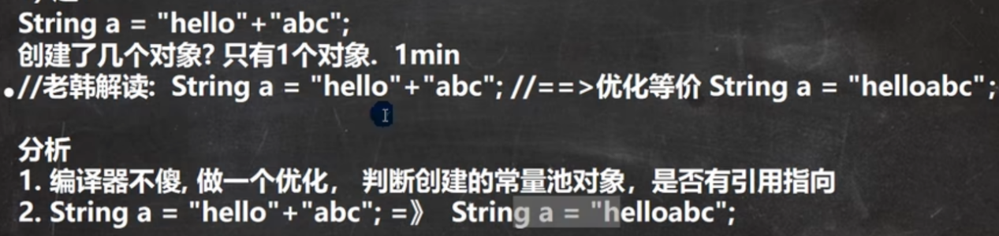 String a = "hello"+"abc";
创建了几个对象? 只有1个对象. 1min
•//老韩解读: String a = "hello"+"abc"; //==>优化等价 String a = "helloabc";
分析
1. 编译器不傻, 做一个优化， 判断创建的常量池对象，是否有引用指向
2. String a = "hello"+"abc"; =》 String a = "helloabc";